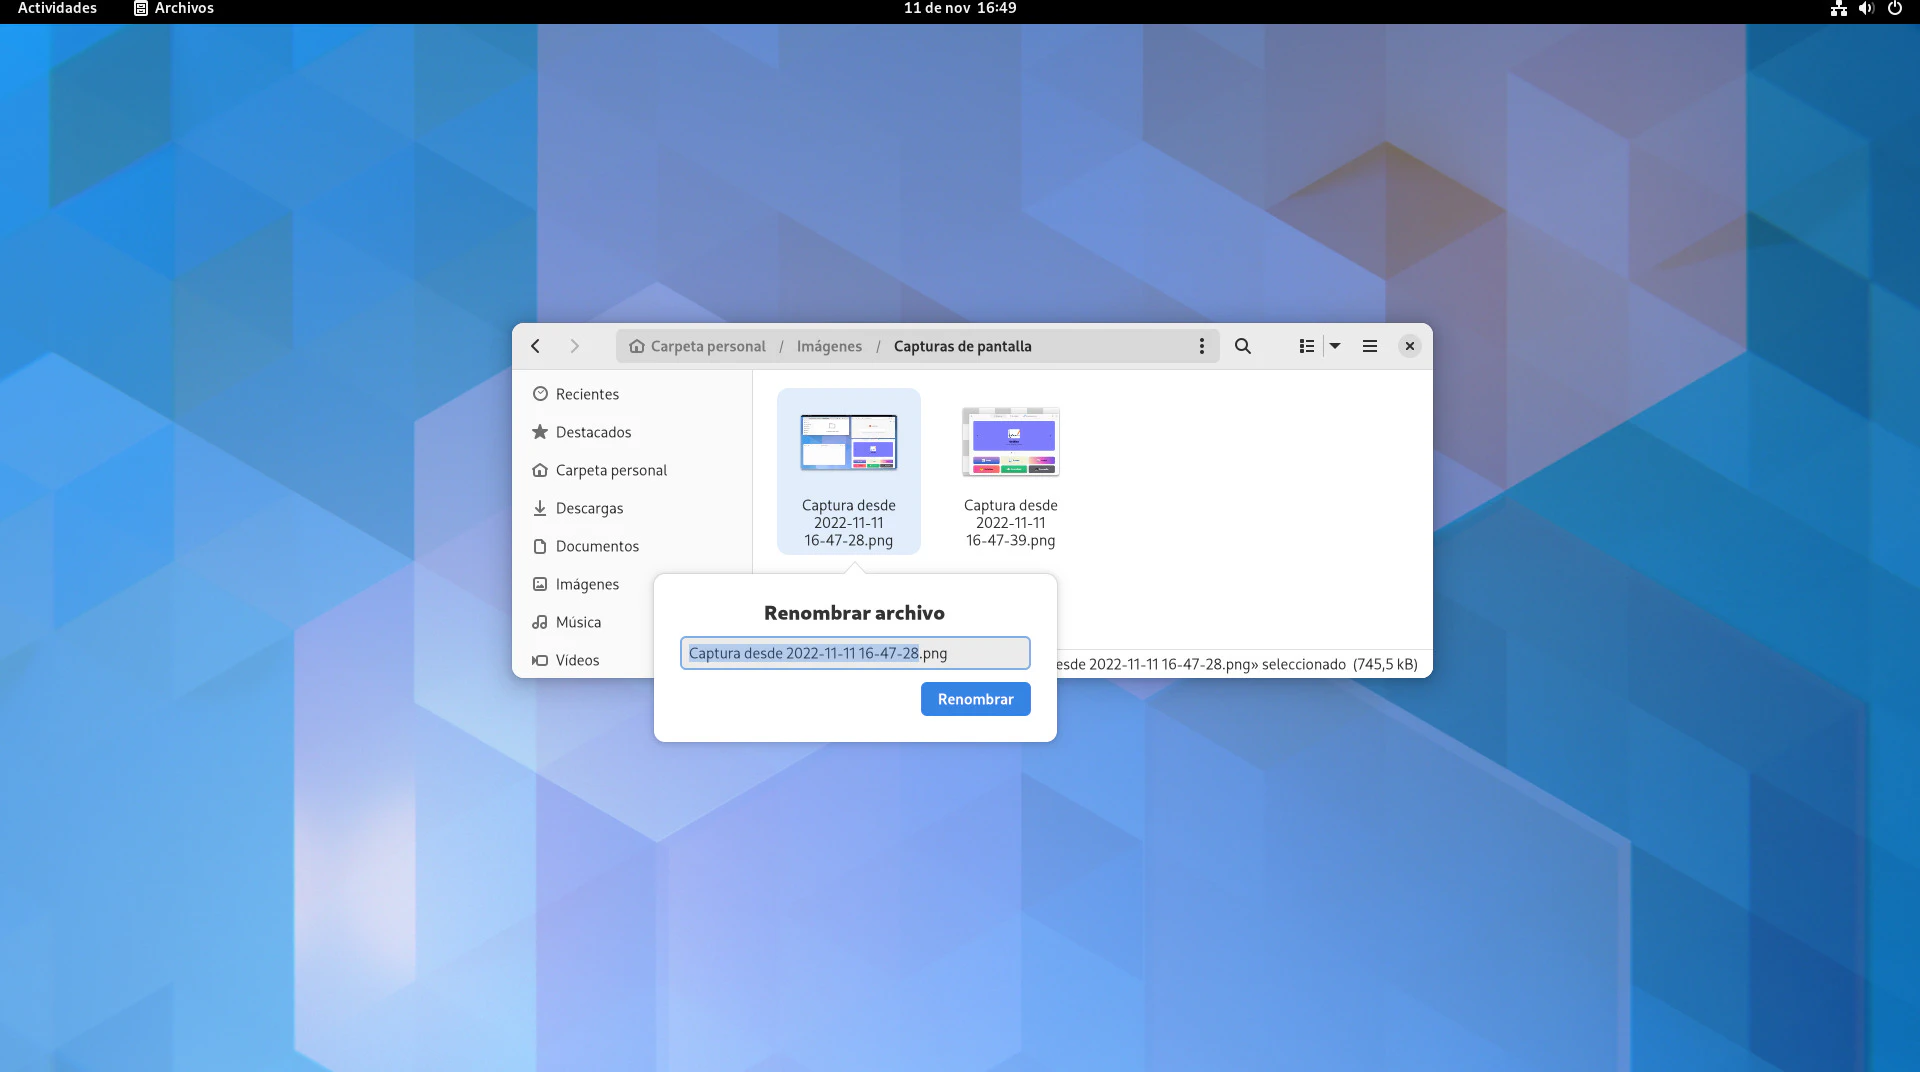 Actividades
Archivos
11 de nov 16:49
Carpeta personal / Imágenes / Capturas de pantalla
Recientes
Destacados
Carpeta personal
Descargas
Documentos
Imágenes
Música
Vídeos
Captura desde
2022-11-11
16-47-28.png
Captura desde
2022-11-11
16-47-39.png
Renombrar archivo
Captura desde 2022-11-11 16-47-28.png
Renombrar
2022-11-11 16-47-28.png» seleccionado (745,5 kB)